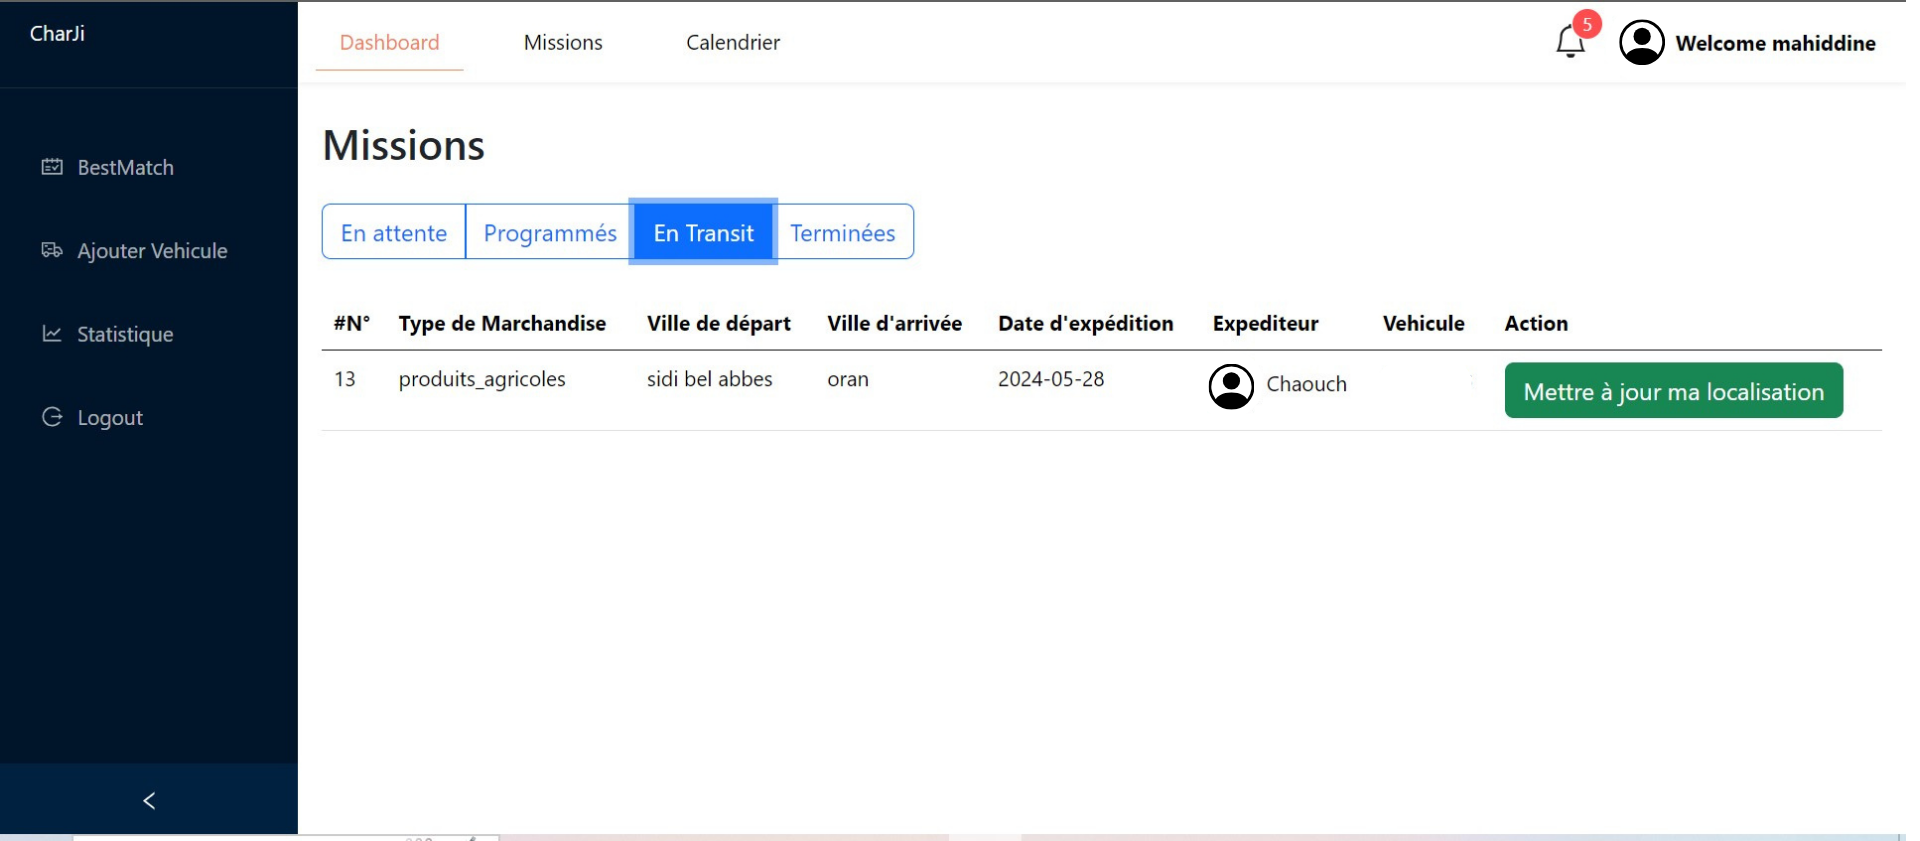 CharJi
Dashboard Missions Calendrier 5 Welcome mahiddine
BestMatch
Ajouter Vehicule
Statistique
Logout
Missions
En attente Programmés En Transit Terminées
#N° Type de Marchandise Ville de départ Ville d'arrivée Date d'expédition Expediteur Vehicule Action
13 produits_agricoles sidi bel abbes oran 2024-05-28 Chaouch Mettre à jour ma localisation